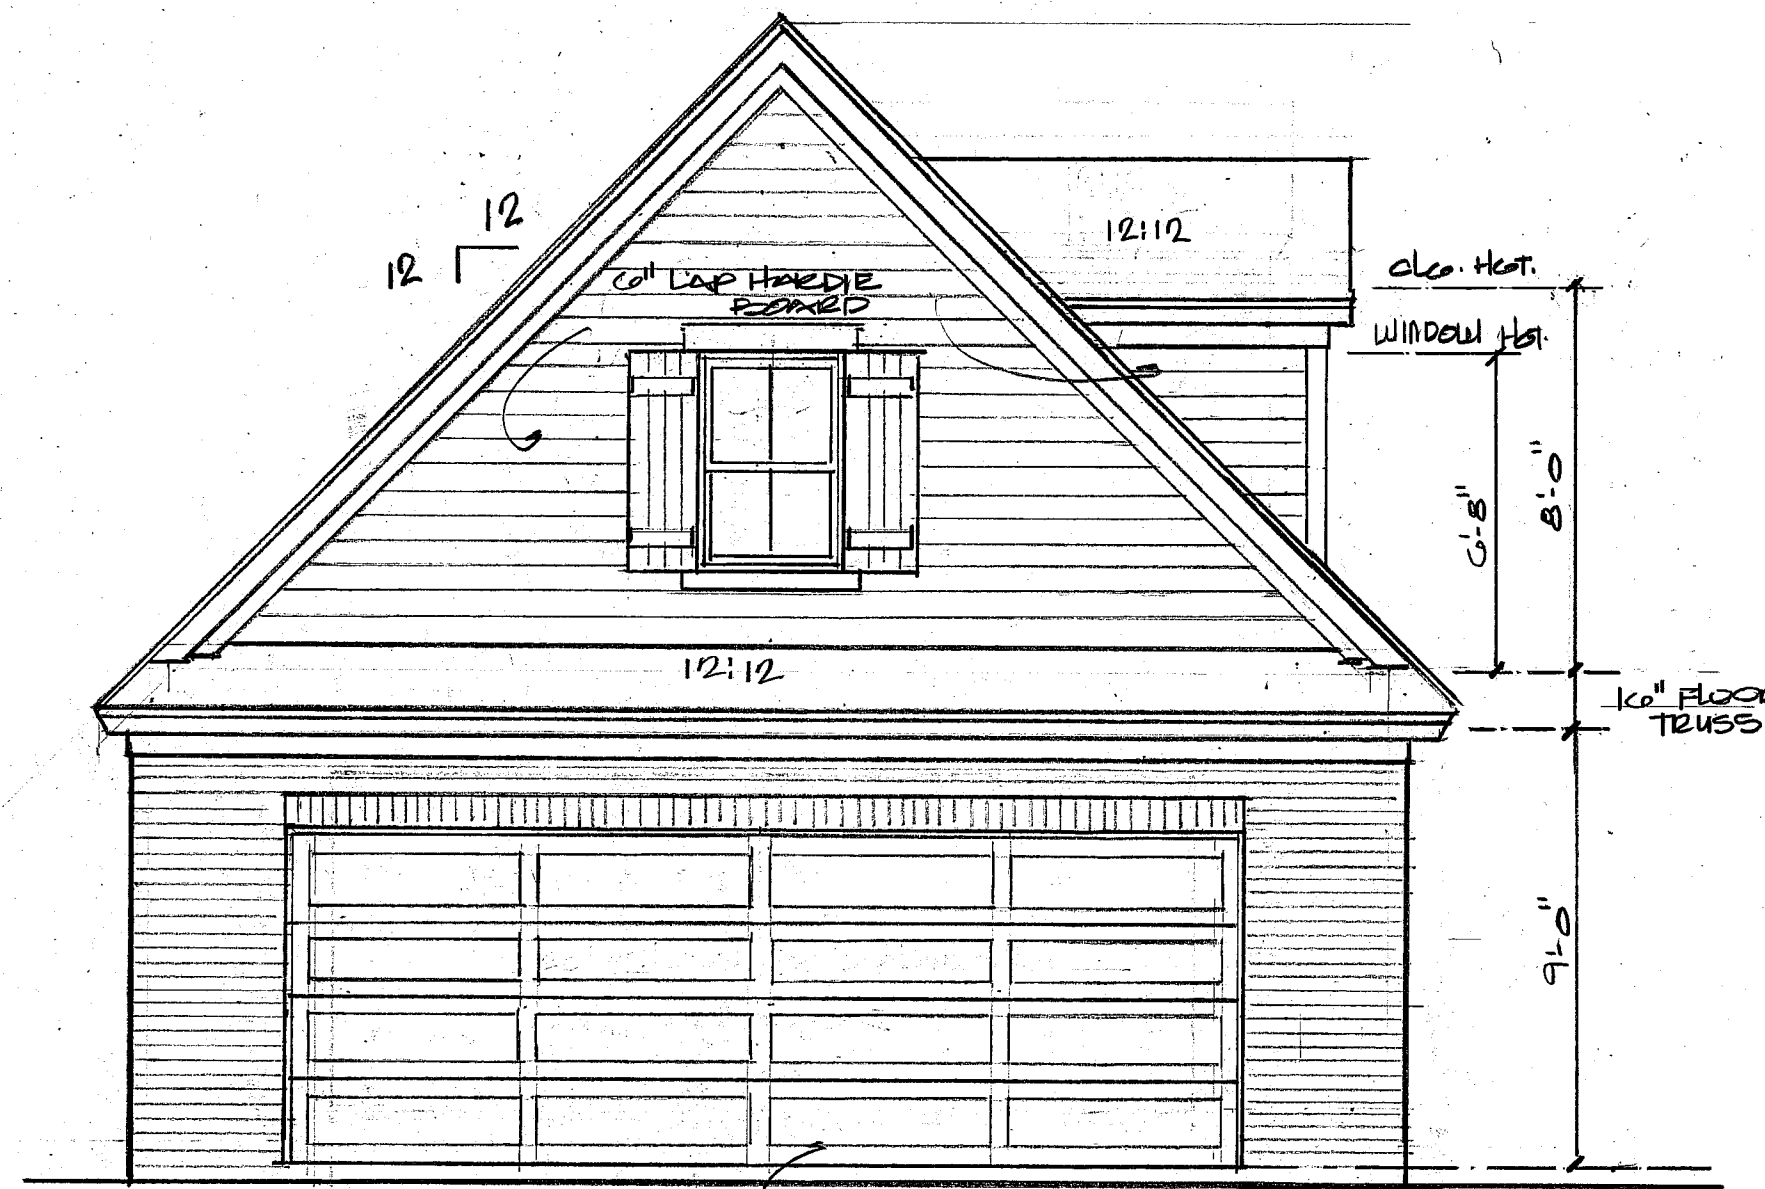 12
12
6" LAP HARDIE
BOARD
12:12
CLG. HGT.
WINDOW HGT.
6'-8"
8'-0"
12:12
16" FLOOR
TRUSS
9'-0"